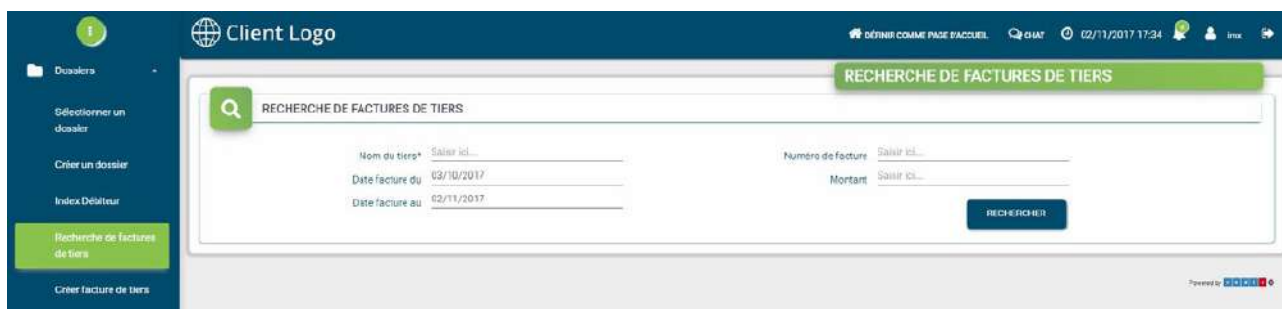 Client Logo
DÉFINIR COMME PAGE D'ACCUEIL CHAT 02/11/2017 17:34 imx
Dossiers
Sélectionner un
dossier
Créer un dossier
Index Débiteur
Recherche de factures
de tiers
Créer facture de tiers
RECHERCHE DE FACTURES DE TIERS
RECHERCHE DE FACTURES DE TIERS
Nom du tiers* Saisir ici...
Date facture du 03/10/2017
Date facture au 02/11/2017
Numéro de facture Saisir ici...
Montant Saisir ici...
RECHERCHER
Powered by